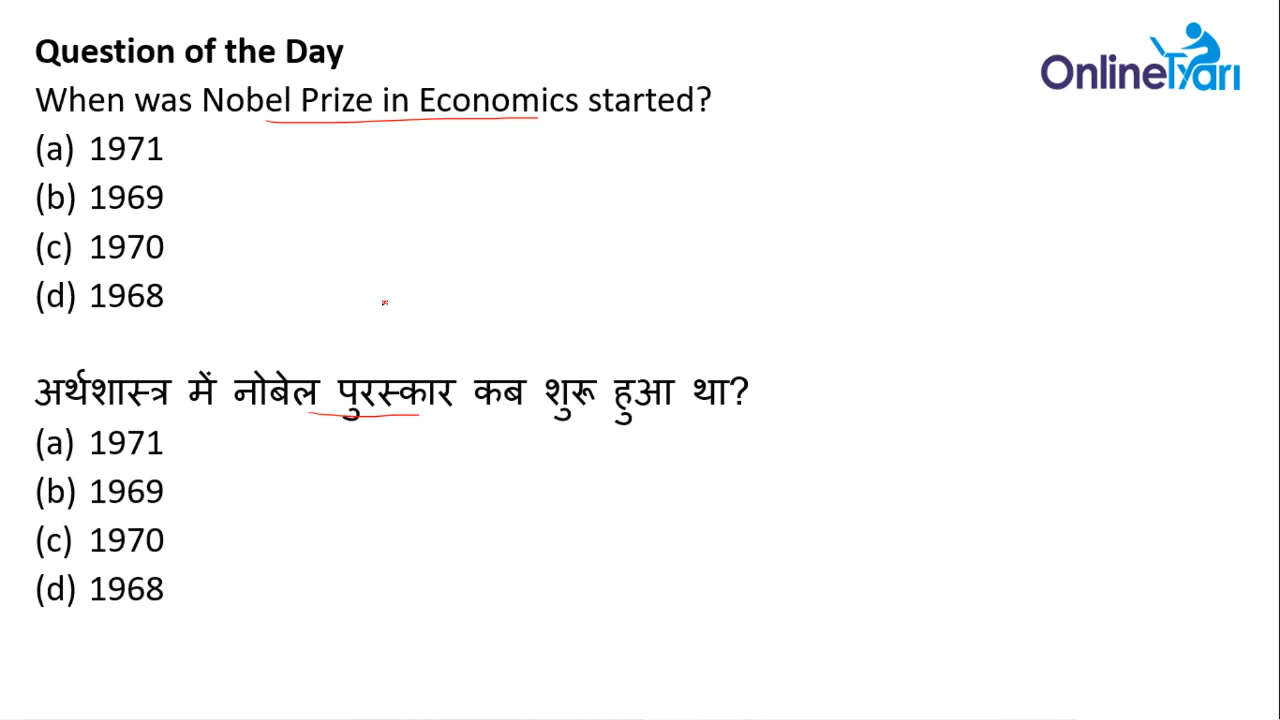 Question of the Day
OnlineTyari
When was Nobel Prize in Economics started?
(a) 1971
(b) 1969
(c) 1970
(d) 1968
अर्थशास्त्र में नोबेल पुरस्कार कब शुरू हुआ था?
(a) 1971
(b) 1969
(c) 1970
(d) 1968